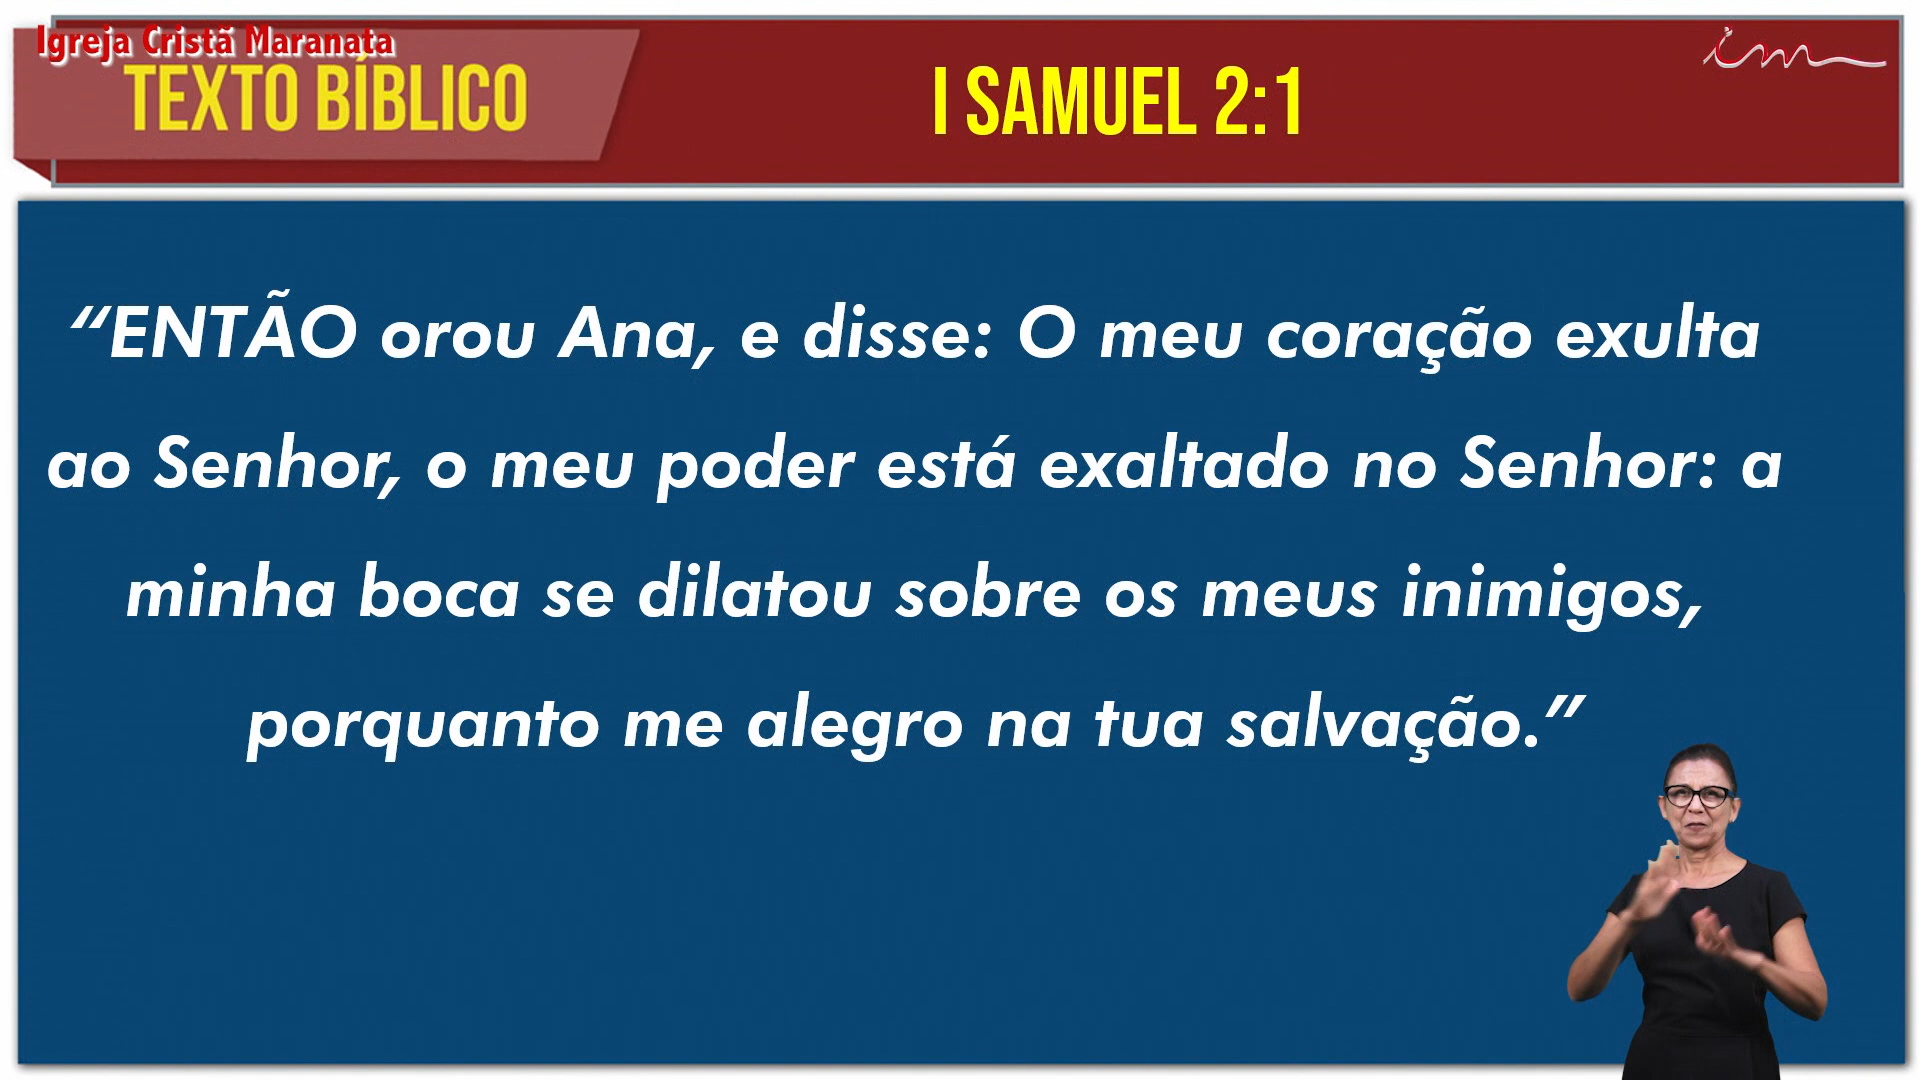 Igreja Cristã Maranata
TEXTO BÍBLICO
I SAMUEL 2:1
im
“ENTÃO orou Ana, e disse: O meu coração exulta
ao Senhor, o meu poder está exaltado no Senhor: a
minha boca se dilatou sobre os meus inimigos,
porquanto me alegro na tua salvação.”